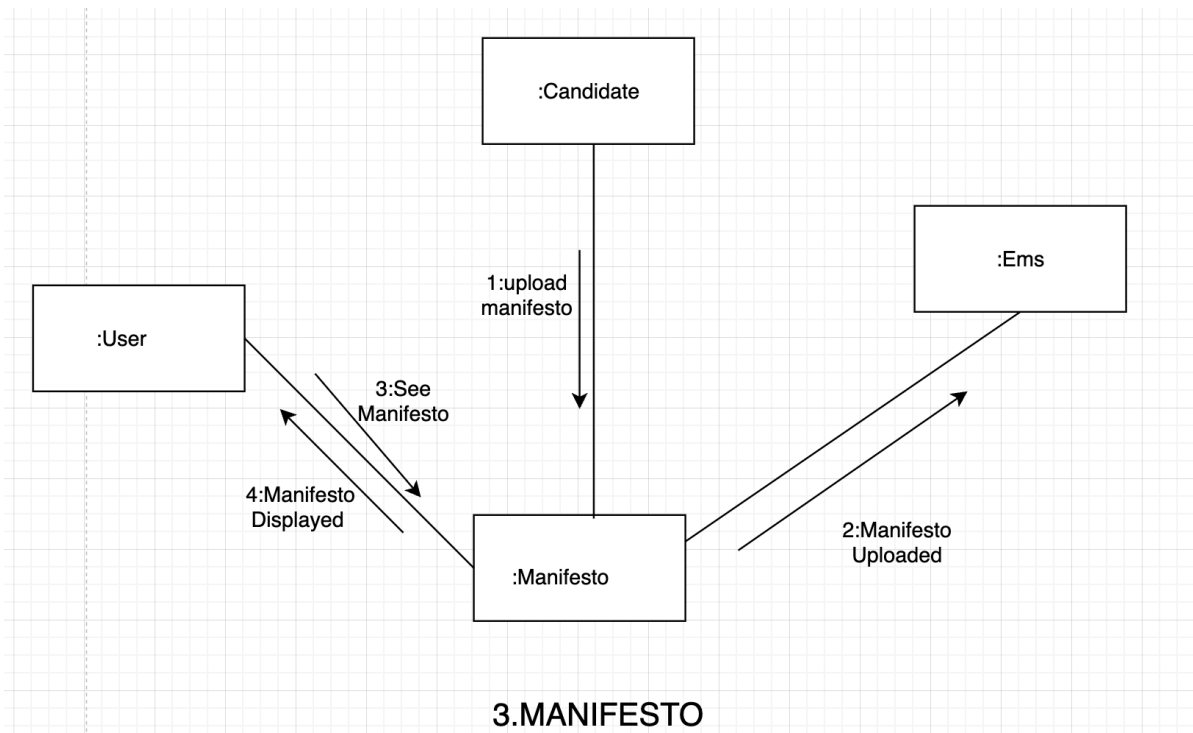 :Candidate
:Ems
1:upload
manifesto
:User
3:See
Manifesto
4:Manifesto
Displayed
2:Manifesto
Uploaded
:Manifesto
3.MANIFESTO